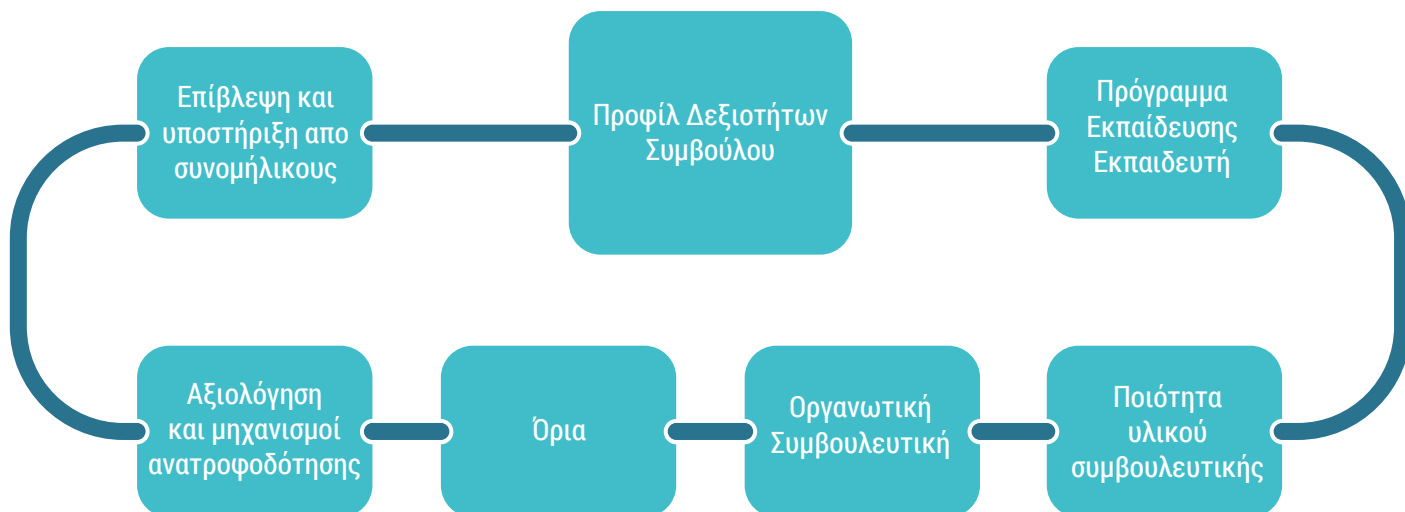 Επίβλεψη και
υποστήριξη απο
συνομήλικους
Προφίλ Δεξιοτήτων
Συμβούλου
Πρόγραμμα
Εκπαίδευσης
Εκπαιδευτή
Αξιολόγηση
και μηχανισμοί
ανατροφοδότησης
Όρια
Οργανωτική
Συμβουλευτική
Ποιότητα
υλικού
συμβουλευτικής